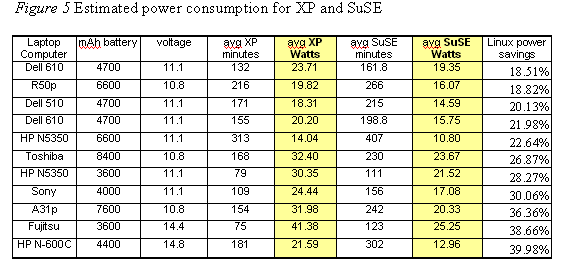 Figure 5 Estimated power consumption for XP and SuSE
Laptop Computer mAh battery voltage avg XP minutes avg XP Watts avg SuSE minutes avg SuSE Watts Linux power savings
Dell 610 4700 11.1 132 23.71 161.8 19.35 18.51%
R50p 6600 10.8 216 19.82 266 16.07 18.82%
Dell 510 4700 11.1 171 18.31 215 14.59 20.13%
Dell 610 4700 11.1 155 20.20 198.8 15.75 21.98%
HP N5350 6600 11.1 313 14.04 407 10.80 22.64%
Toshiba 8400 10.8 168 32.40 230 23.67 26.87%
HP N5350 3600 11.1 79 30.35 111 21.52 28.27%
Sony 4000 11.1 109 24.44 156 17.08 30.06%
A31p 7600 10.8 154 31.98 242 20.33 36.36%
Fujitsu 3600 14.4 75 41.38 123 25.25 38.66%
HP N-600C 4400 14.8 181 21.59 302 12.96 39.98%